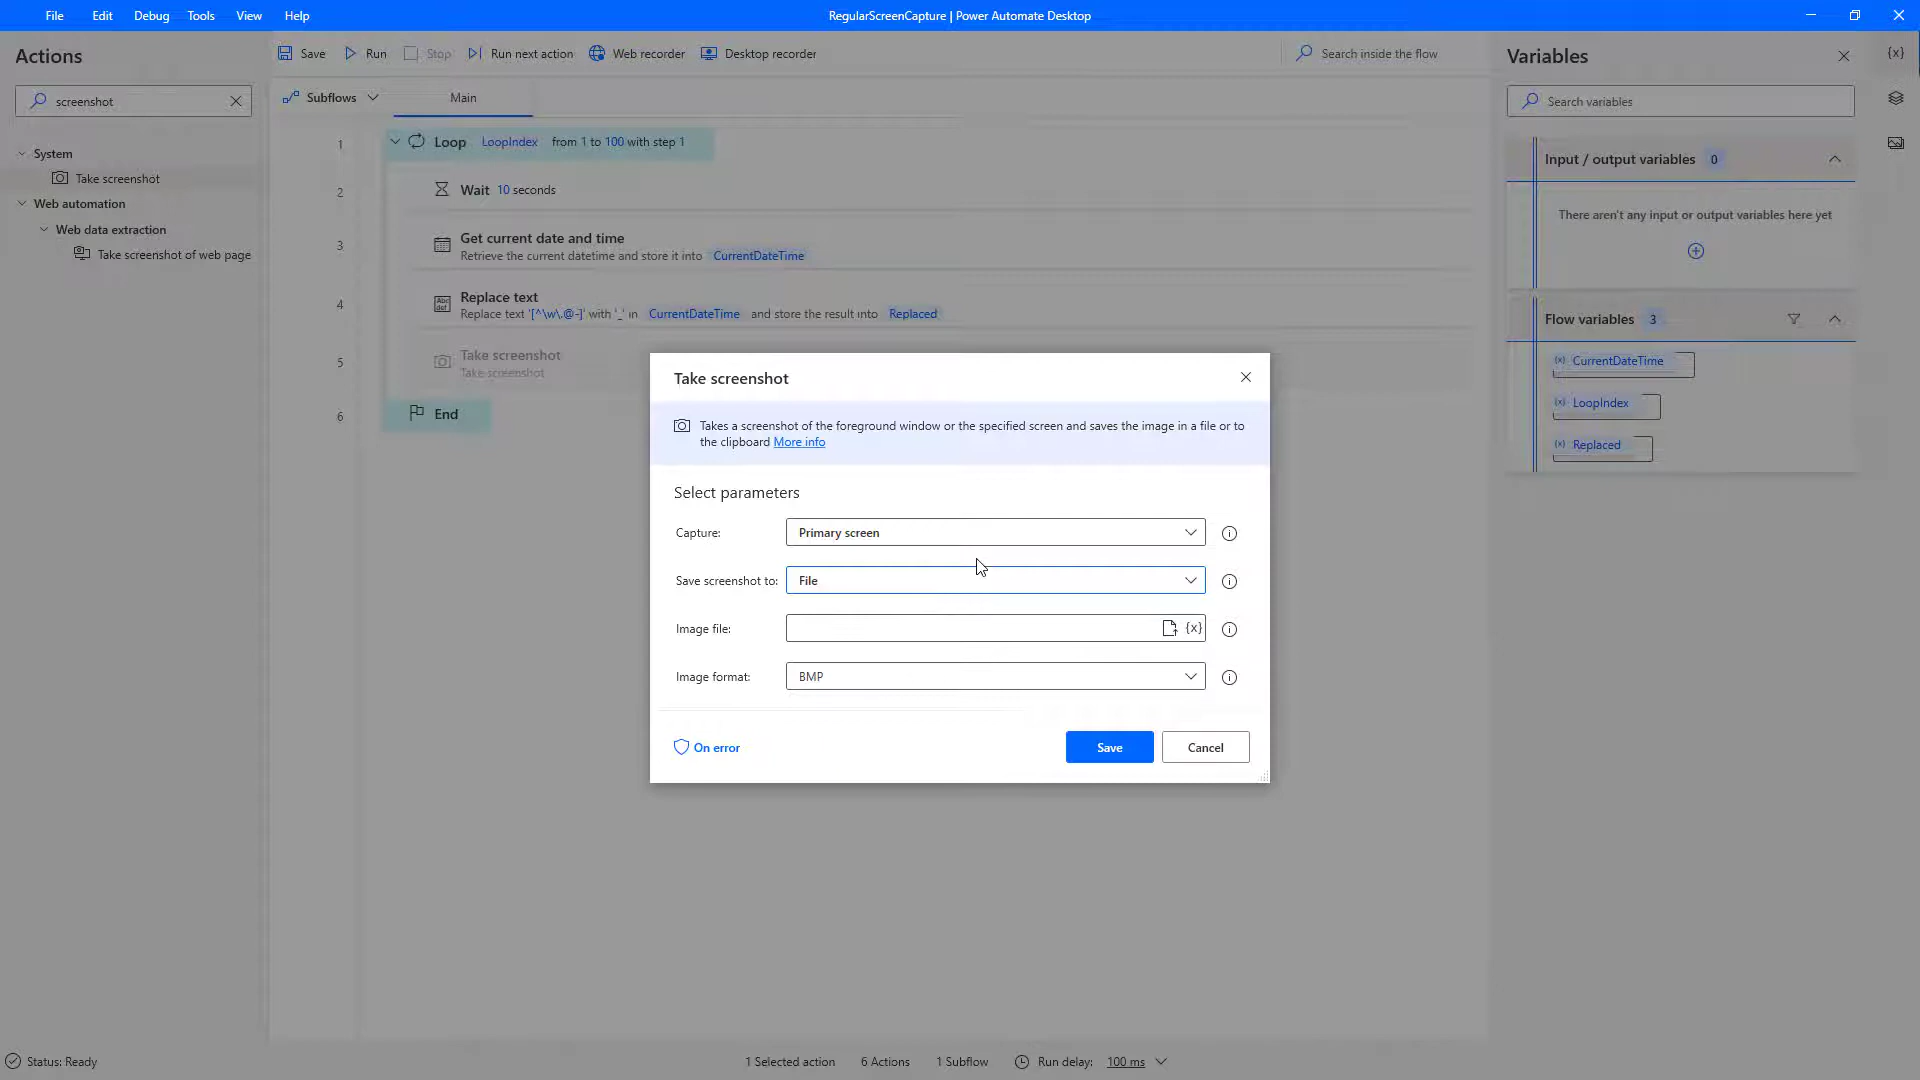 File Edit Debug Tools View Help
RegularScreenCapture | Power Automate Desktop
Actions
screenshot
System
Take screenshot
Web automation
Web data extraction
Take screenshot of web page
Save Run Stop Run next action Web recorder Desktop recorder
Search inside the flow
Subflows Main
1 Loop LoopIndex from 1 to 100 with step 1
2 Wait 10 seconds
3 Get current date and time
Retrieve the current datetime and store it into CurrentDateTime
4 Replace text
Replace text '[^\w\.@-]' with '_' in CurrentDateTime and store the result into Replaced
5 Take screenshot
Take screenshot
6 End
Take screenshot
Takes a screenshot of the foreground window or the specified screen and saves the image in a file or to
the clipboard More info
Select parameters
Capture: Primary screen
Save screenshot to: File
Image file: {x}
Image format: BMP
On error
Save Cancel
Variables
{x}
Search variables
Input / output variables 0
There aren't any input or output variables here yet
Flow variables 3
(x) CurrentDateTime
(x) LoopIndex
(x) Replaced
Status: Ready
1 Selected action 6 Actions 1 Subflow Run delay: 100 ms